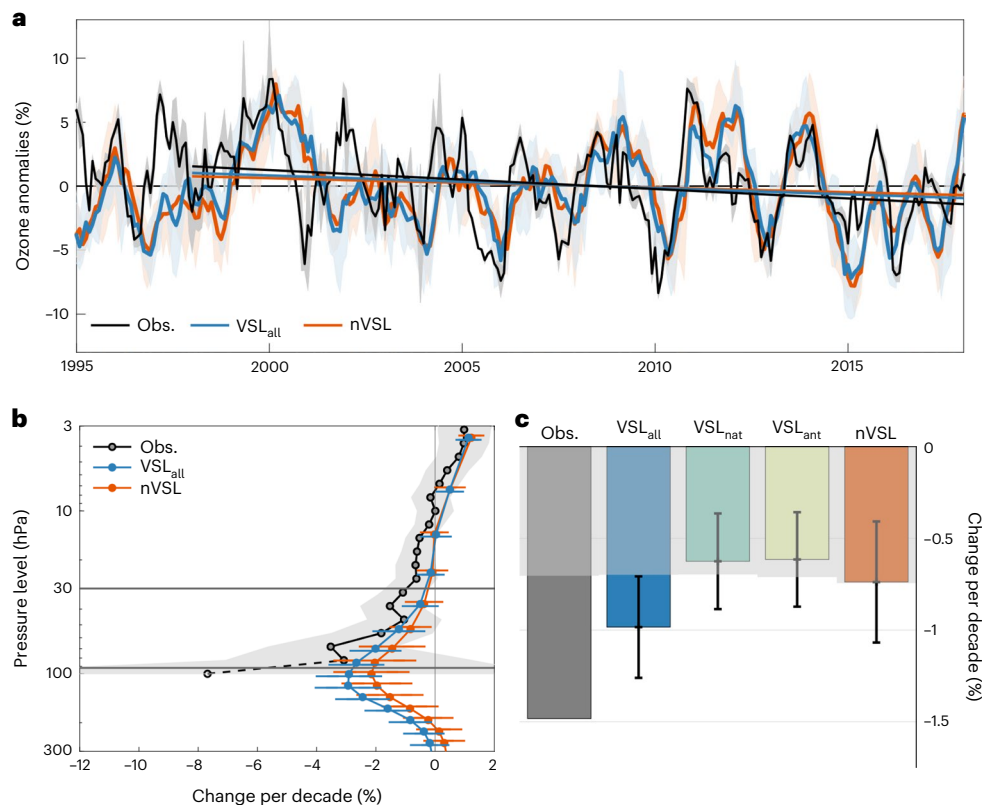 a
Ozone anomalies (%)
10
5
0
−5
−10
Obs. VSLall nVSL
1995 2000 2005 2010 2015
b
Pressure level (hPa)
3
10
30
100
300
Obs.
VSLall
nVSL
−12 −10 −8 −6 −4 −2 0 2
Change per decade (%)
c
Obs. VSLall VSLnat VSLant nVSL
0
−0.5
−1
−1.5
Change per decade (%)